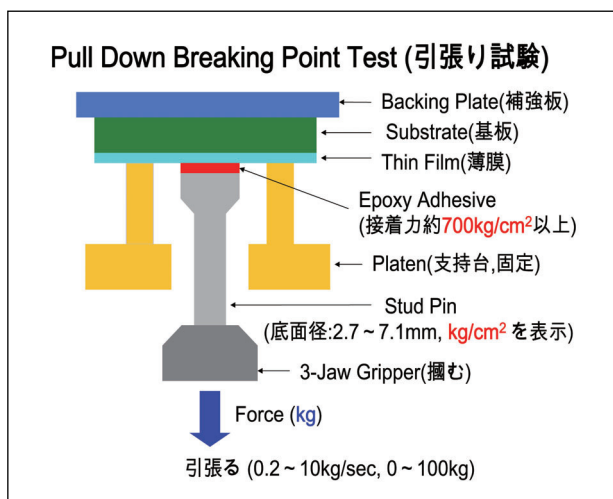 Pull Down Breaking Point Test (引張り試験)
Backing Plate(補強板)
Substrate(基板)
Thin Film(薄膜)
Epoxy Adhesive
(接着力約700kg/cm²以上)
Platen(支持台,固定)
Stud Pin
(底面径:2.7~7.1mm, kg/cm² を表示)
3-Jaw Gripper(摑む)
Force (kg)
引張る (0.2~10kg/sec, 0~100kg)